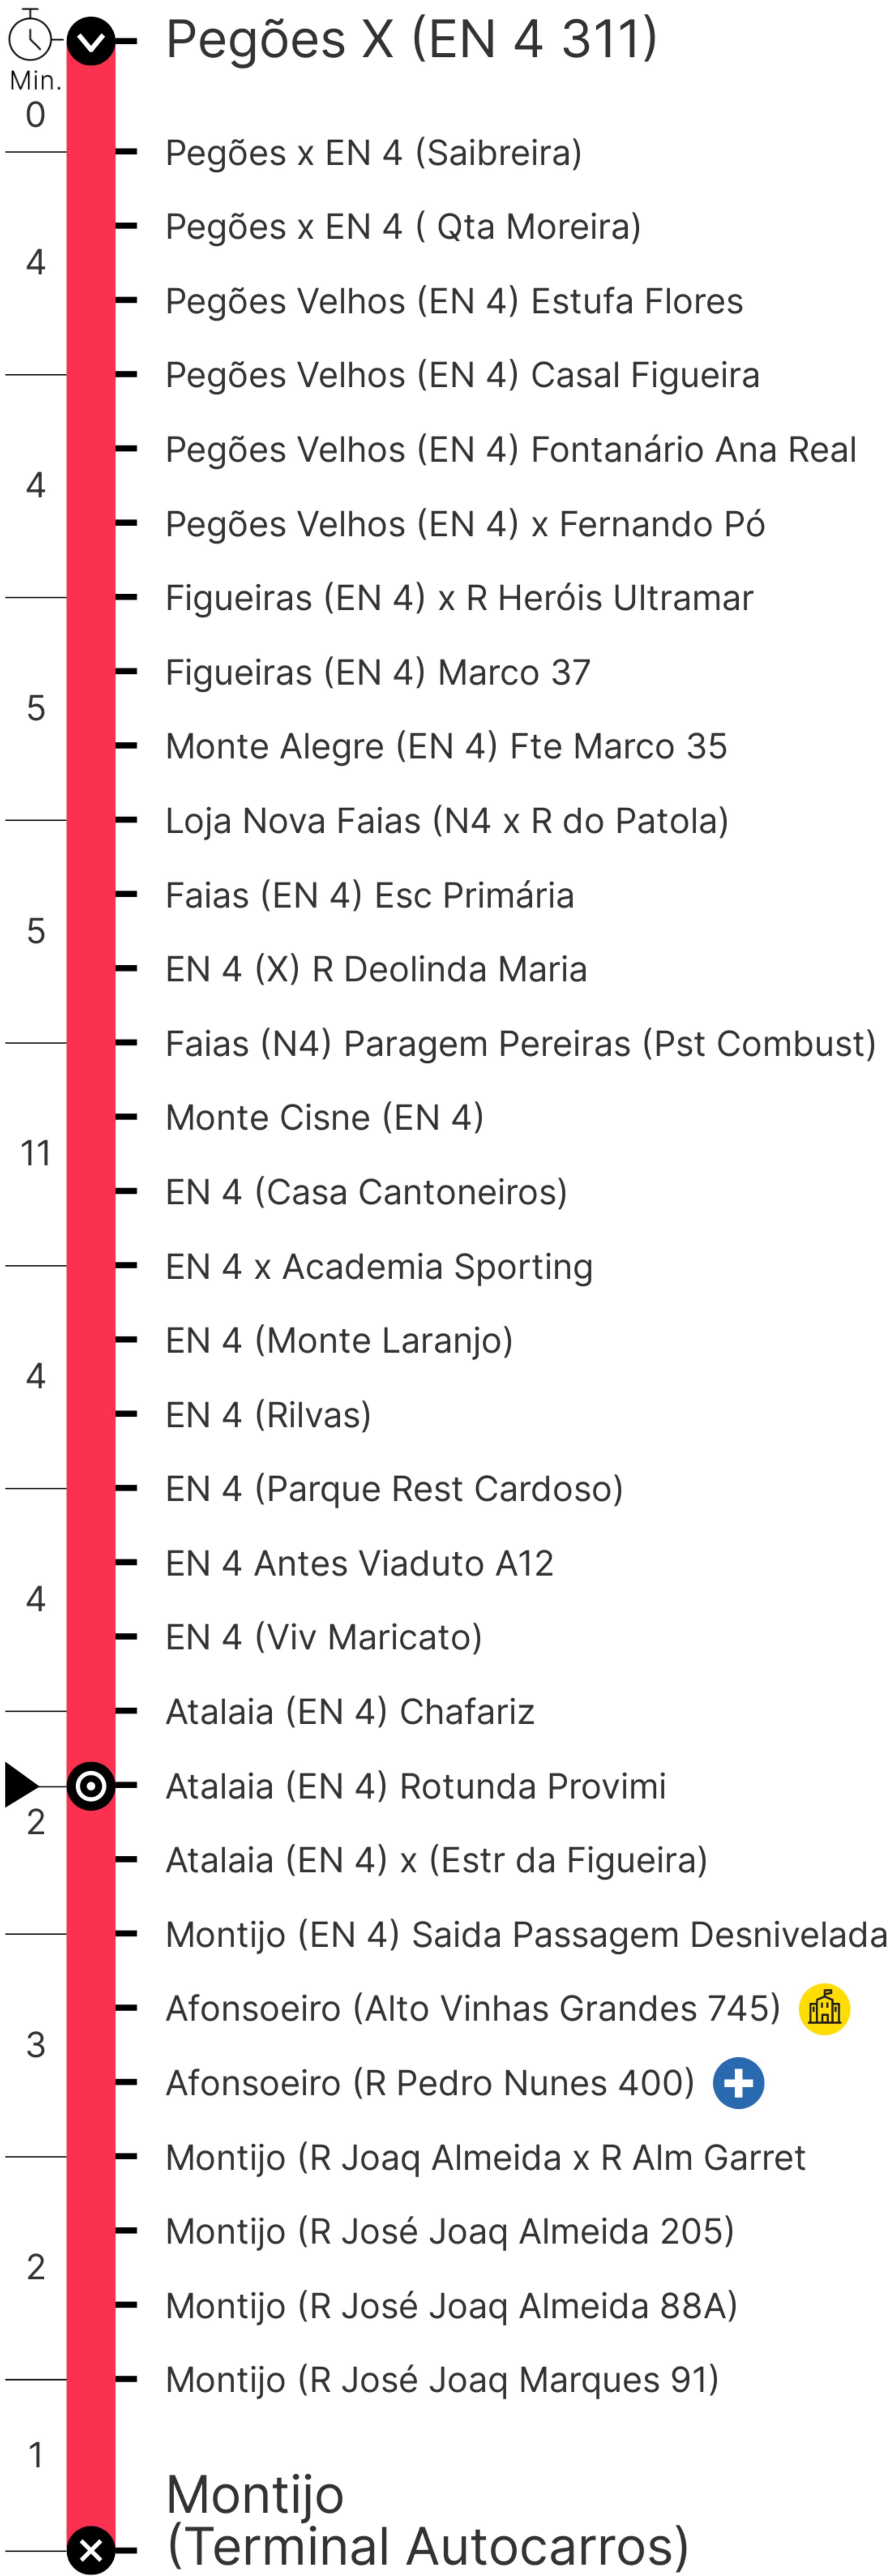 Pegões X (EN 4 311)
Min.
0
Pegões x EN 4 (Saibreira)
Pegões x EN 4 ( Qta Moreira)
4
Pegões Velhos (EN 4) Estufa Flores
Pegões Velhos (EN 4) Casal Figueira
Pegões Velhos (EN 4) Fontanário Ana Real
4
Pegões Velhos (EN 4) x Fernando Pó
Figueiras (EN 4) x R Heróis Ultramar
Figueiras (EN 4) Marco 37
5
Monte Alegre (EN 4) Fte Marco 35
Loja Nova Faias (N4 x R do Patola)
Faias (EN 4) Esc Primária
5
EN 4 (X) R Deolinda Maria
Faias (N4) Paragem Pereiras (Pst Combust)
Monte Cisne (EN 4)
11
EN 4 (Casa Cantoneiros)
EN 4 x Academia Sporting
EN 4 (Monte Laranjo)
4
EN 4 (Rilvas)
EN 4 (Parque Rest Cardoso)
EN 4 Antes Viaduto A12
4
EN 4 (Viv Maricato)
Atalaia (EN 4) Chafariz
Atalaia (EN 4) Rotunda Provimi
2
Atalaia (EN 4) x (Estr da Figueira)
Montijo (EN 4) Saida Passagem Desnivelada
Afonsoeiro (Alto Vinhas Grandes 745)
3
Afonsoeiro (R Pedro Nunes 400)
Montijo (R Joaq Almeida x R Alm Garret
Montijo (R José Joaq Almeida 205)
2
Montijo (R José Joaq Almeida 88A)
Montijo (R José Joaq Marques 91)
1
Montijo
(Terminal Autocarros)